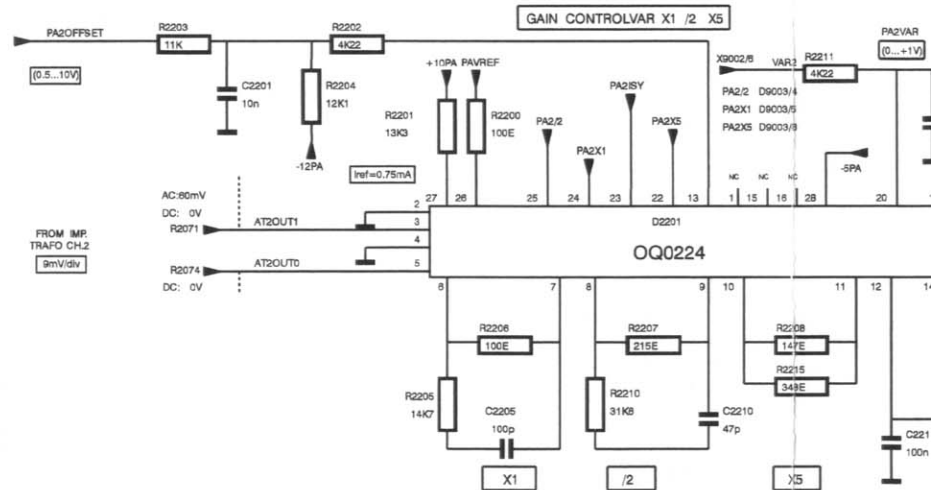 GAIN CONTROLVAR X1 /2 X5
PA2OFFSET
R2203
11K
R2202
4K22
(0.5...10V)
C2201
10n
R2204
12K1
-12PA
+10PA
PAVREF
R2201
13K3
R2200
100E
PA2/2
PA2X1
PA2ISY
PA2X5
X9002/6
VAR2
R2211
4K22
PA2VAR
(0...+1V)
PA2/2 D9003/4
PA2X1 D9003/5
PA2X5 D9003/6
NC NC NC
-5PA
Iref=0.75mA
27 26 25 24 23 22 13 1 15 16 28 20
AC:60mV
DC: 0V
R2071
AT2OUT1
FROM IMP.
TRAFO CH.2
9mV/div
R2074
AT2OUT0
DC: 0V
2
3
4
5
D2201
OQ0224
6 7 8 9 10 11 12 14
R2206
100E
R2207
215E
R2208
147E
R2215
348E
R2205
14K7
C2205
100p
R2210
31K6
C2210
47p
C221
100n
X1
/2
X5